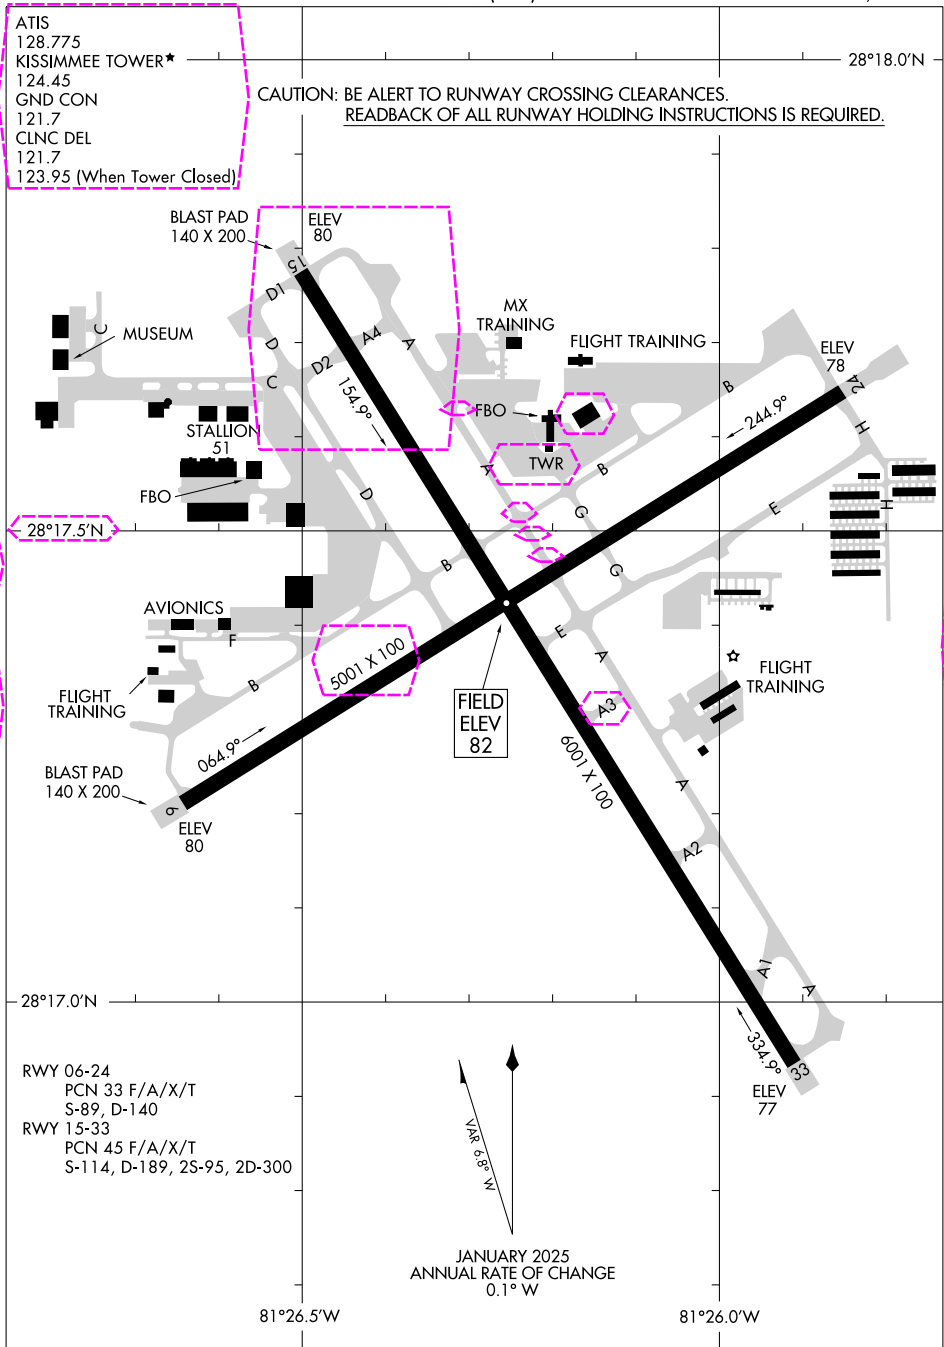 ATIS
128.775
KISSIMMEE TOWER★
124.45
GND CON
121.7
CLNC DEL
121.7
123.95 (When Tower Closed)
28°18.0'N
CAUTION: BE ALERT TO RUNWAY CROSSING CLEARANCES.
READBACK OF ALL RUNWAY HOLDING INSTRUCTIONS IS REQUIRED.
BLAST PAD
140 X 200
ELEV
80
15
D1
D
D2
A4
A
C
MUSEUM
C
154.9°
MX
TRAINING
FLIGHT TRAINING
ELEV
78
24
B
244.9°
H
FBO
TWR
A
B
G
E
H
STALLION
51
FBO
D
28°17.5'N
B
G
E
A
AVIONICS
F
FLIGHT
TRAINING
B
5001 X 100
064.9°
FIELD
ELEV
82
A3
FLIGHT
TRAINING
BLAST PAD
140 X 200
6
ELEV
80
6001 X 100
A
A2
A1
A
28°17.0'N
334.9°
33
ELEV
77
RWY 06-24
PCN 33 F/A/X/T
S-89, D-140
RWY 15-33
PCN 45 F/A/X/T
S-114, D-189, 2S-95, 2D-300
VAR 6.8° W
JANUARY 2025
ANNUAL RATE OF CHANGE
0.1° W
81°26.5'W
81°26.0'W